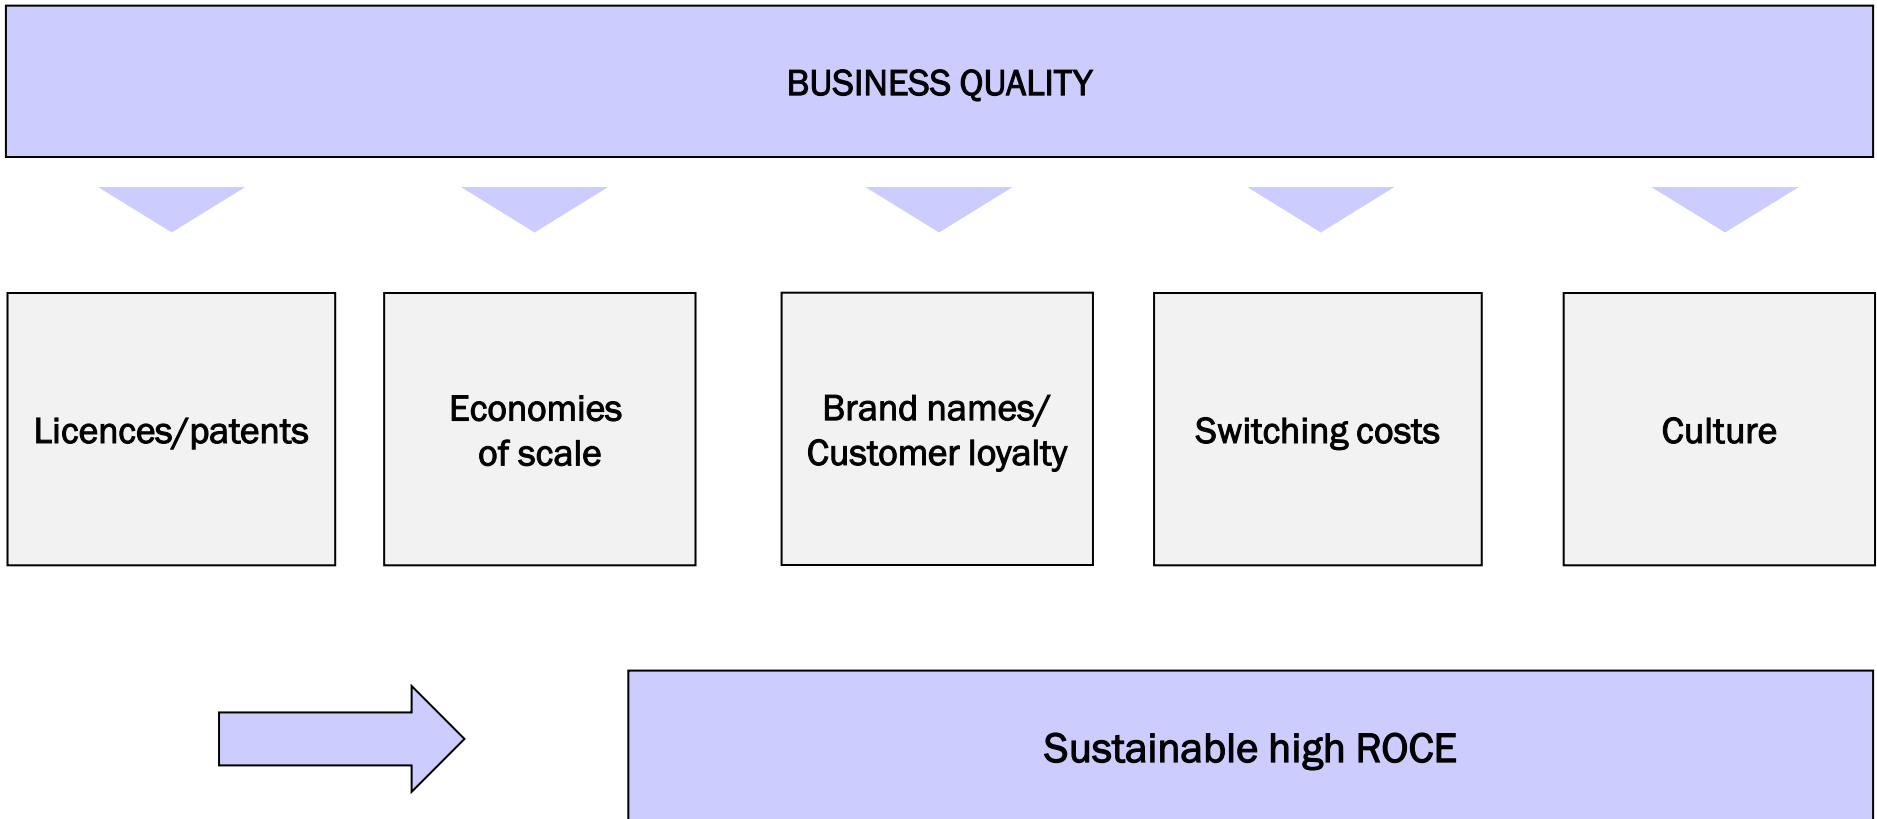 BUSINESS QUALITY
Licences/patents
Economies
of scale
Brand names/
Customer loyalty
Switching costs
Culture
Sustainable high ROCE